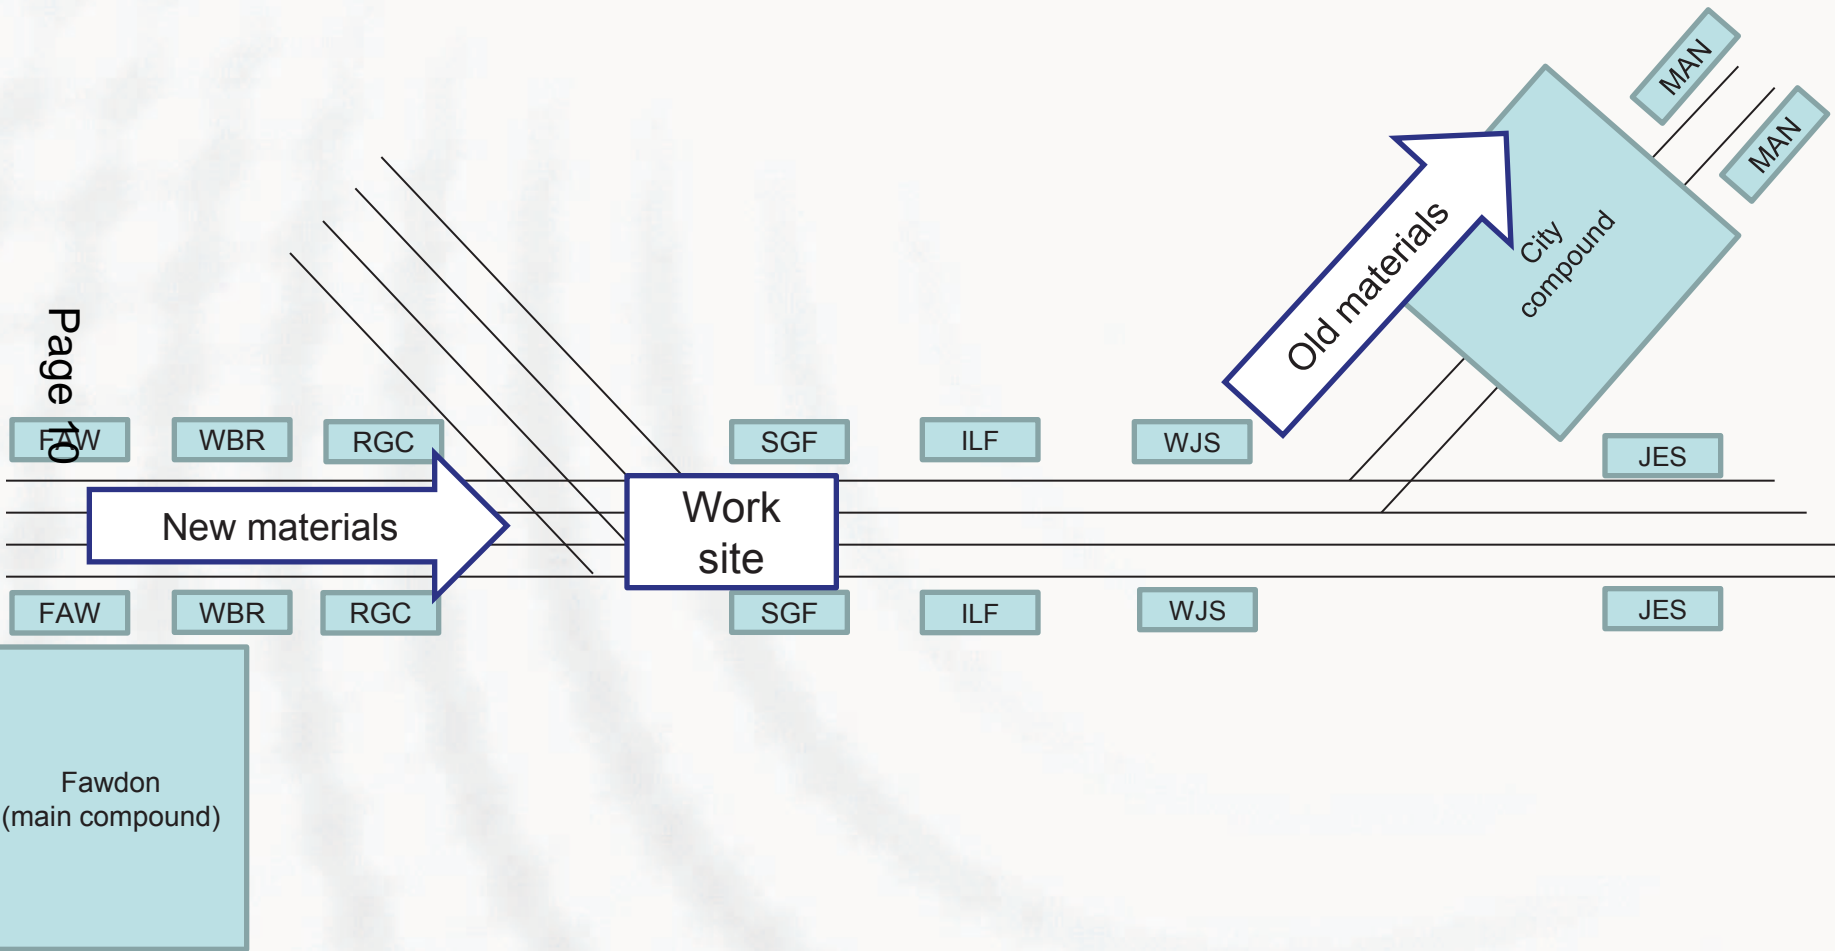 MAN
MAN
City
compound
Old materials
Page 10
FAW
WBR
RGC
SGF
ILF
WJS
JES
New materials
Work
site
FAW
WBR
RGC
SGF
ILF
WJS
JES
Fawdon
(main compound)